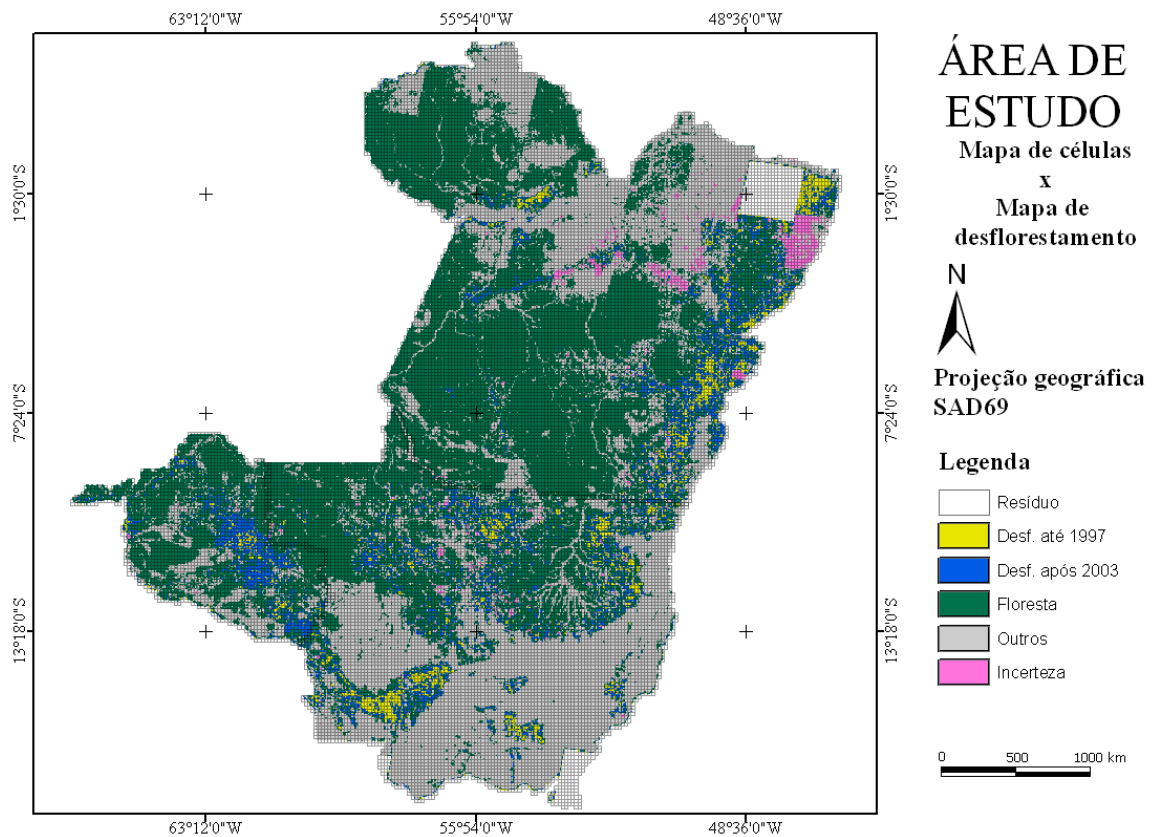 63°12'0"W 55°54'0"W 48°36'0"W
ÁREA DE
ESTUDO
Mapa de células
x
Mapa de
desflorestamento
N
Projeção geográfica
SAD69
Legenda
Resíduo
Desf. até 1997
Desf. após 2003
Floresta
Outros
Incerteza
0 500 1000 km
1°30'0"S 1°30'0"S
7°24'0"S 7°24'0"S
13°18'0"S 13°18'0"S
63°12'0"W 55°54'0"W 48°36'0"W